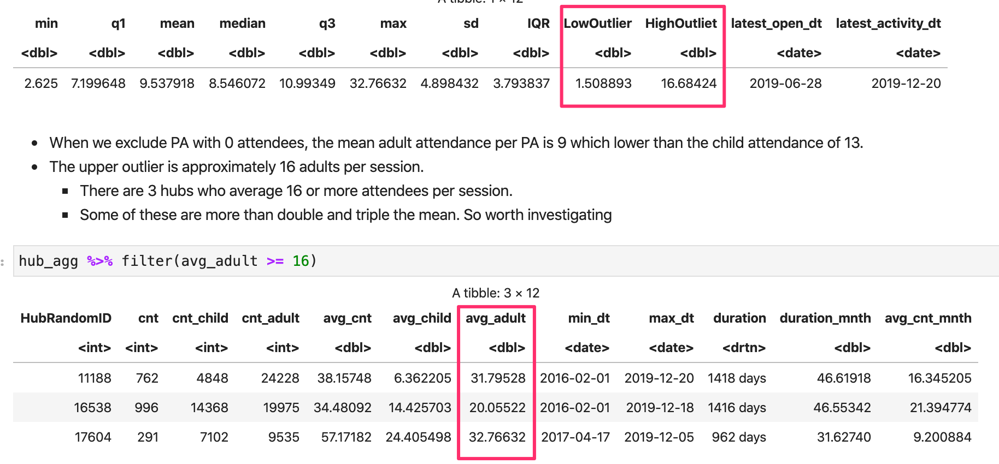 A tibble: 1 × 12
min q1 mean median q3 max sd IQR LowOutlier HighOutliet latest_open_dt latest_activity_dt
<dbl> <dbl> <dbl> <dbl> <dbl> <dbl> <dbl> <dbl> <dbl> <dbl> <date> <date>
2.625 7.199648 9.537918 8.546072 10.99349 32.76632 4.898432 3.793837 1.508893 16.68424 2019-06-28 2019-12-20
• When we exclude PA with 0 attendees, the mean adult attendance per PA is 9 which lower than the child attendance of 13.
• The upper outlier is approximately 16 adults per session.
▪ There are 3 hubs who average 16 or more attendees per session.
▪ Some of these are more than double and triple the mean. So worth investigating
: hub_agg %>% filter(avg_adult >= 16)
A tibble: 3 × 12
HubRandomID cnt cnt_child cnt_adult avg_cnt avg_child avg_adult min_dt max_dt duration duration_mnth avg_cnt_mnth
<int> <int> <int> <int> <dbl> <dbl> <dbl> <date> <date> <drtn> <dbl> <dbl>
11188 762 4848 24228 38.15748 6.362205 31.79528 2016-02-01 2019-12-20 1418 days 46.61918 16.345205
16538 996 14368 19975 34.48092 14.425703 20.05522 2016-02-01 2019-12-18 1416 days 46.55342 21.394774
17604 291 7102 9535 57.17182 24.405498 32.76632 2017-04-17 2019-12-05 962 days 31.62740 9.200884